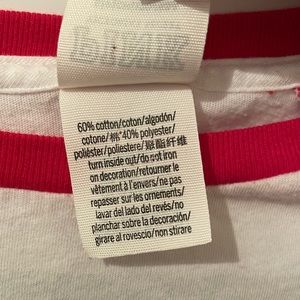 PINK
60% cotton/coton/algodón/
cotone/棉*40% polyester/
poliéster/poliestere/聚酯纤维
turn inside out/do not iron
on decoration/retourner le
vêtement à l'envers/ne pas
repasser sur les ornements/
lavar del lado del revés/no
planchar sobre la decoración/
girare al rovescio/non stirare